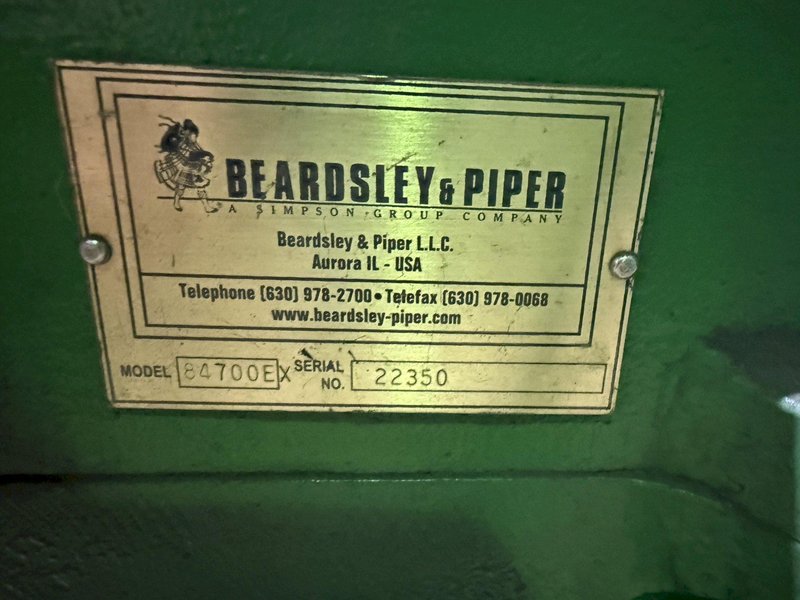 BEARDSLEY & PIPER
A SIMPSON GROUP COMPANY
Beardsley & Piper L.L.C.
Aurora IL - USA
Telephone (630) 978-2700 • Telefax (630) 978-0068
www.beardsley-piper.com
MODEL 84700EX SERIAL NO. 22350